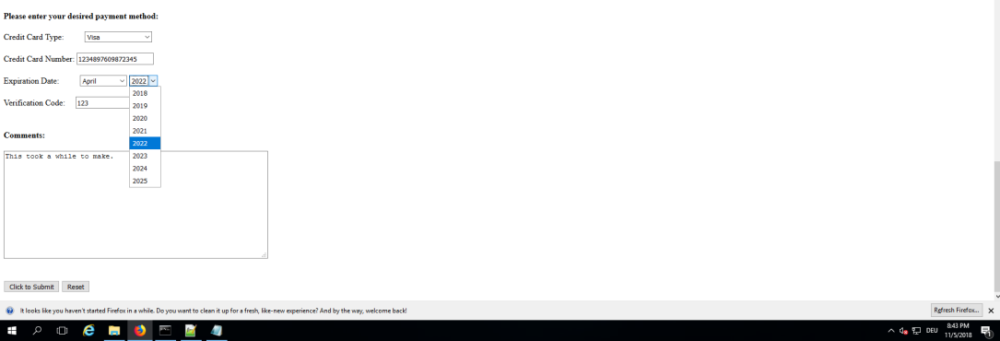 Please enter your desired payment method:
Credit Card Type: Visa
Credit Card Number: 1234897609872345
Expiration Date: April 2022
2018
Verification Code: 123 2019
2020
2021
Comments:
2022
This took a while to make. 2023
2024
2025
Click to Submit Reset
It looks like you haven't started Firefox in a while. Do you want to clean it up for a fresh, like-new experience? And by the way, welcome back! Refresh Firefox...
8:43 PM
DEU
11/5/2018